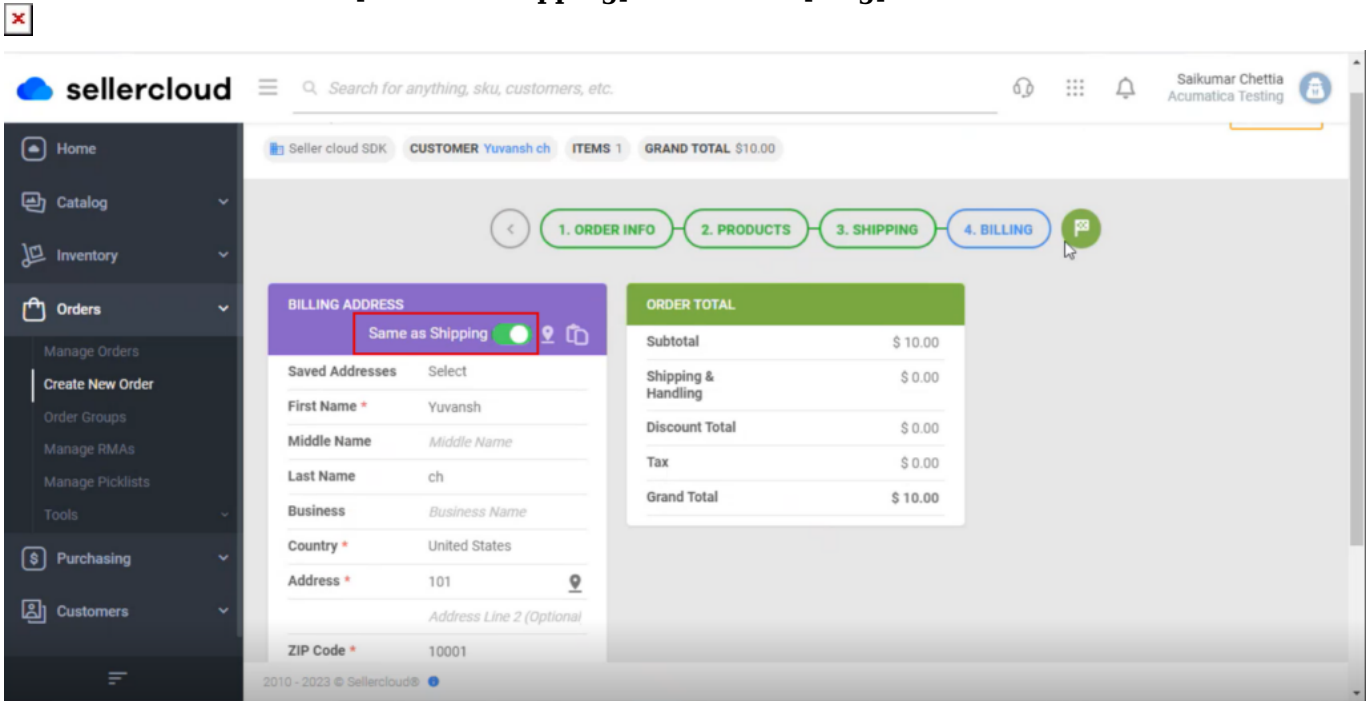 sellercloud
Search for anything, sku, customers, etc.
Saikumar Chettia
Acumatica Testing
Home
Catalog
Inventory
Orders
Manage Orders
Create New Order
Order Groups
Manage RMAs
Manage Picklists
Tools
Purchasing
Customers
Seller cloud SDK CUSTOMER Yuvansh ch ITEMS 1 GRAND TOTAL $10.00
1. ORDER INFO 2. PRODUCTS 3. SHIPPING 4. BILLING
BILLING ADDRESS
Same as Shipping
Saved Addresses Select
First Name * Yuvansh
Middle Name Middle Name
Last Name ch
Business Business Name
Country * United States
Address * 101
Address Line 2 (Optional
ZIP Code * 10001
ORDER TOTAL
Subtotal $ 10.00
Shipping & $ 0.00
Handling
Discount Total $ 0.00
Tax $ 0.00
Grand Total $ 10.00
2010 - 2023 © Sellercloud®